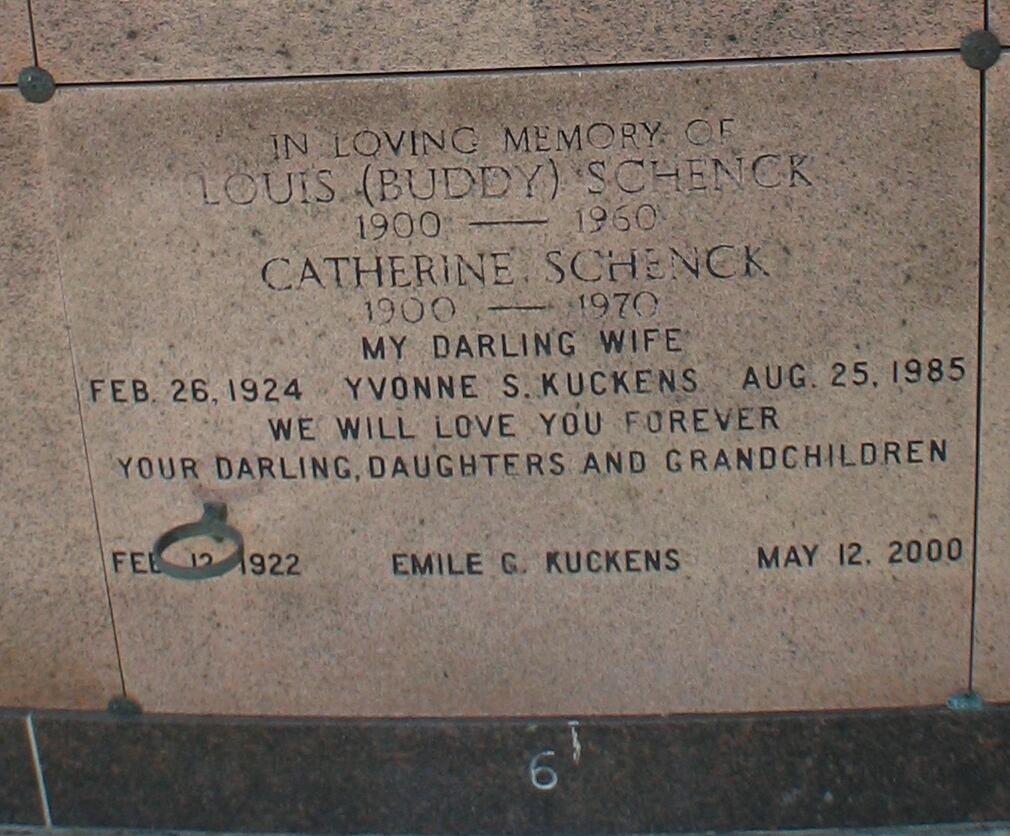 IN LOVING MEMORY OF
LOUIS (BUDDY) SCHENCK
1900 — 1960
CATHERINE SCHENCK
1900 — 1970
MY DARLING WIFE
FEB. 26, 1924 YVONNE S. KUCKENS AUG. 25, 1985
WE WILL LOVE YOU FOREVER
YOUR DARLING, DAUGHTERS AND GRANDCHILDREN
FEB 12, 1922 EMILE G. KUCKENS MAY 12, 2000
6